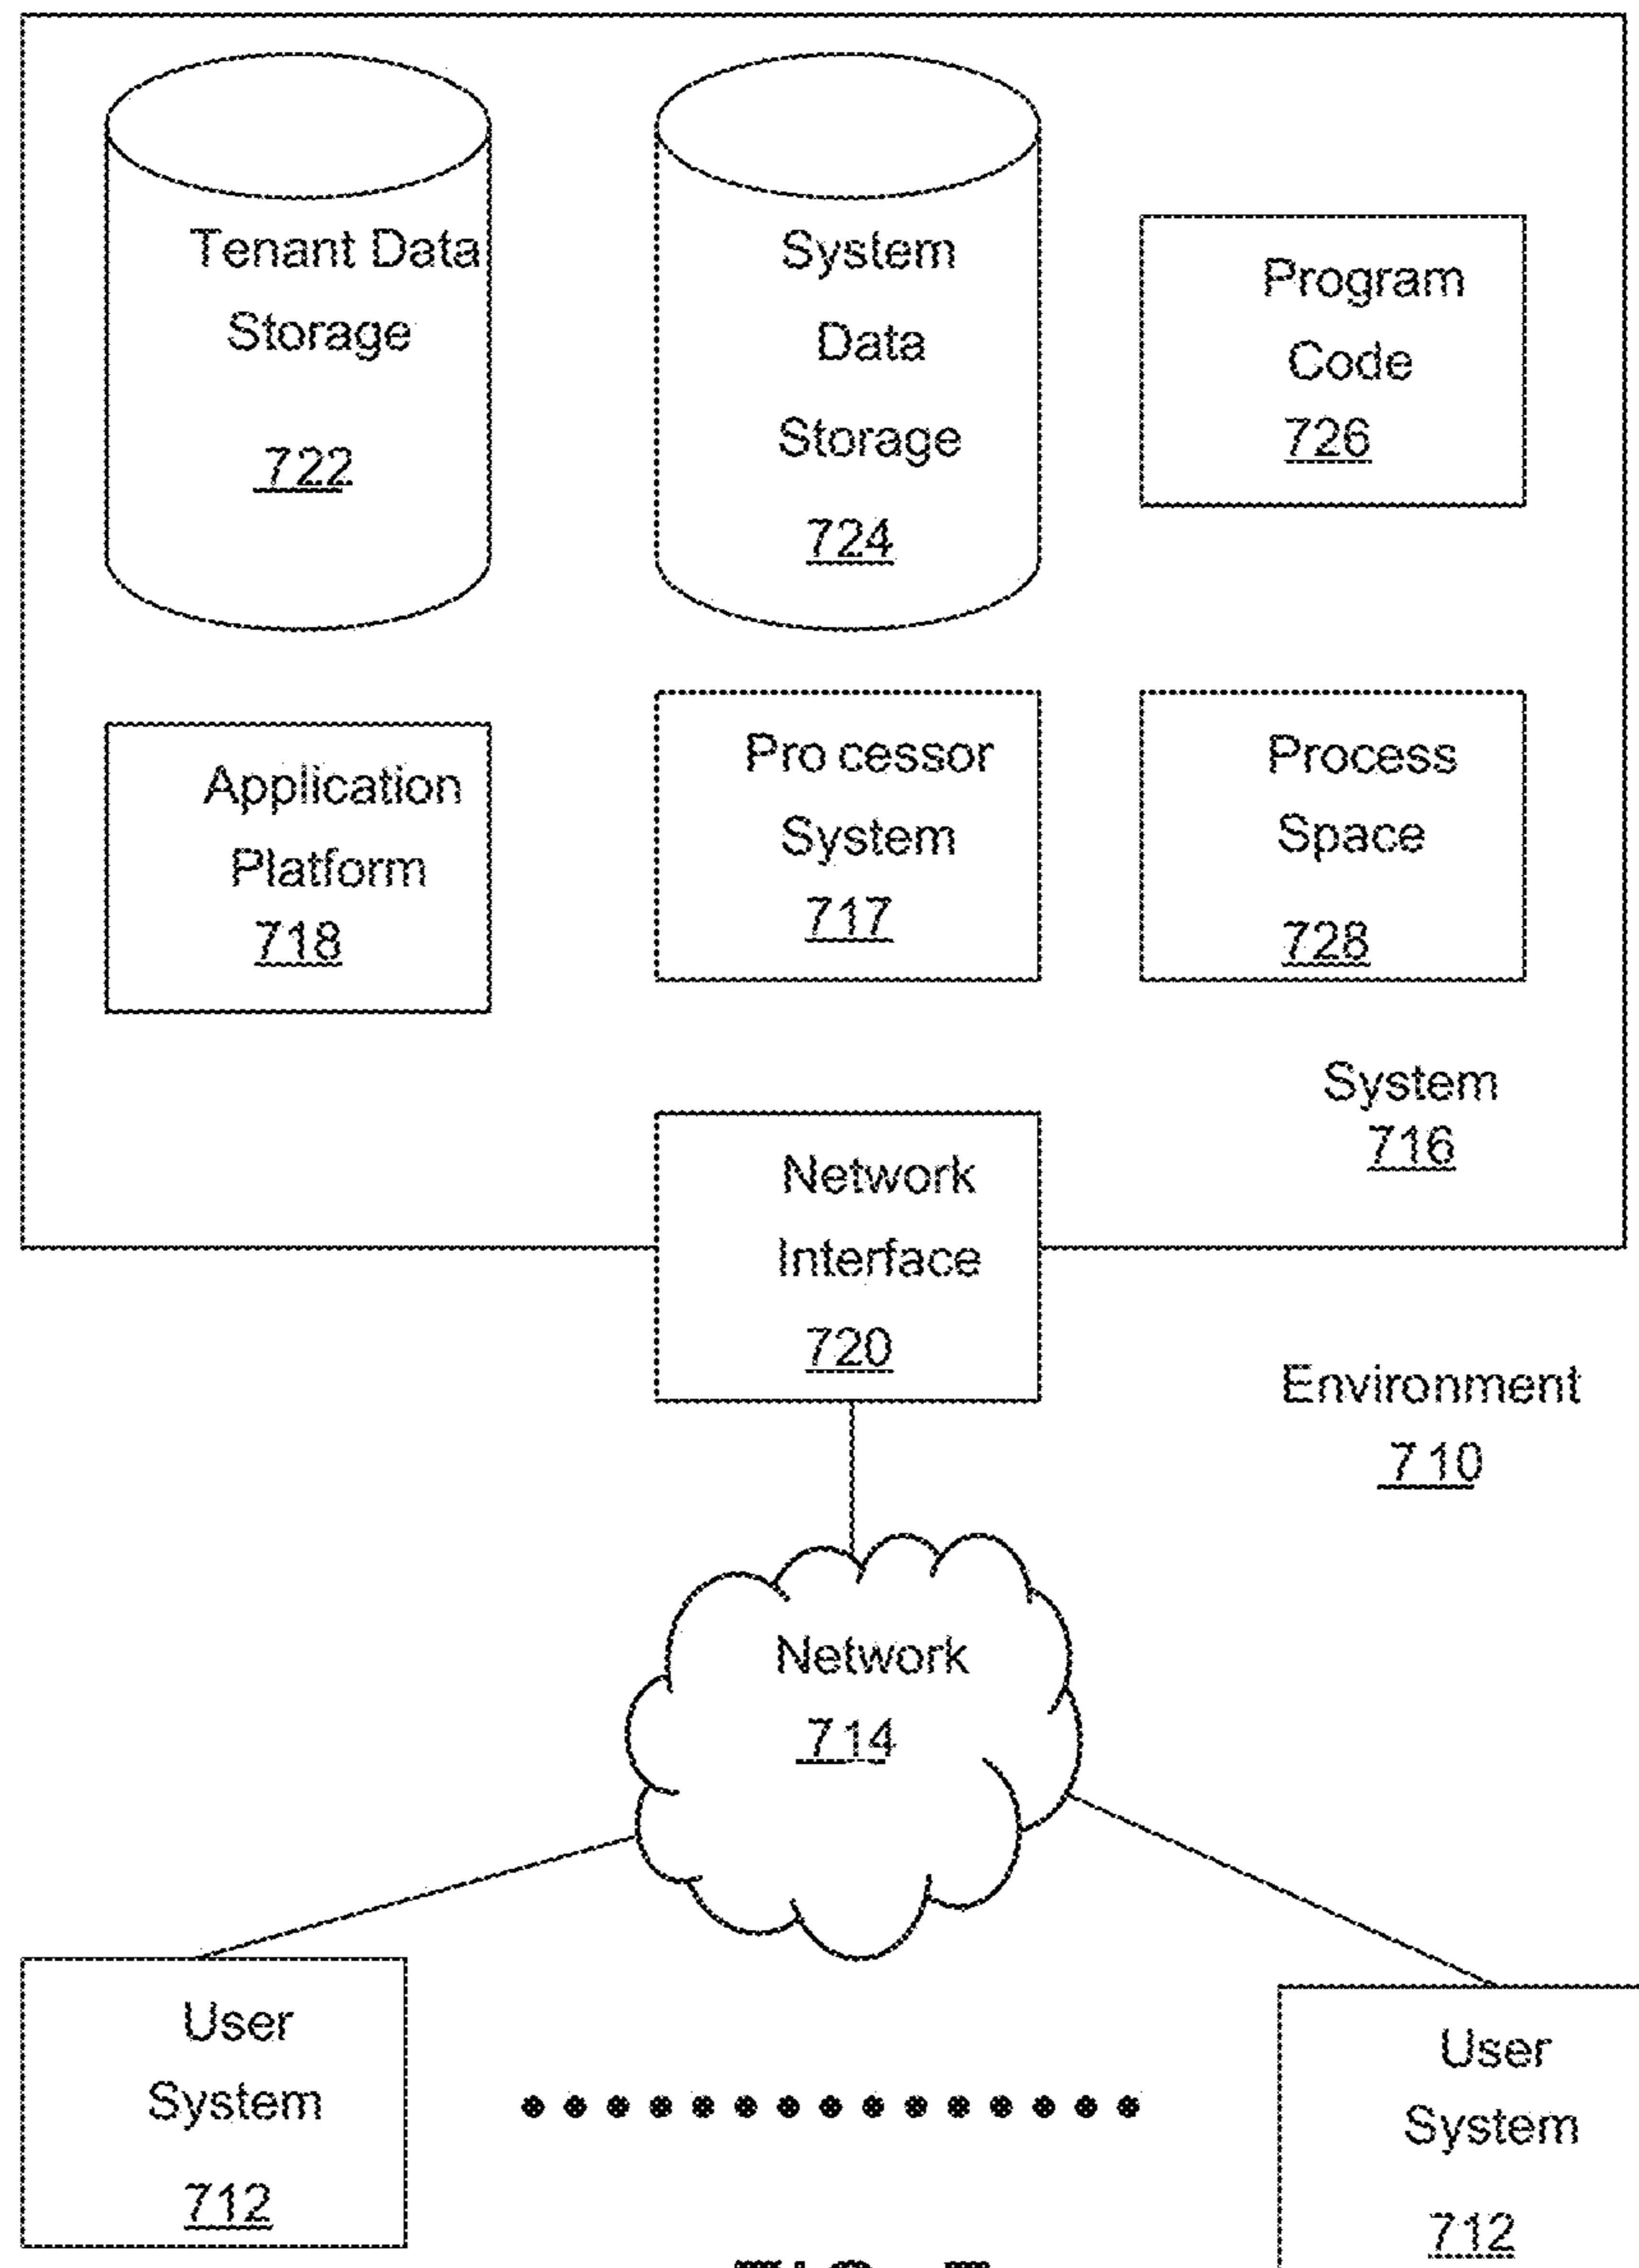 Tenant Data
Storage
722
System
Data
Storage
724
Program
Code
726
Application
Platform
718
Pro cessor
System
717
Process
Space
728
System
716
Network
Interface
720
Environment
710
Network
714
User
System
712
User
System
712